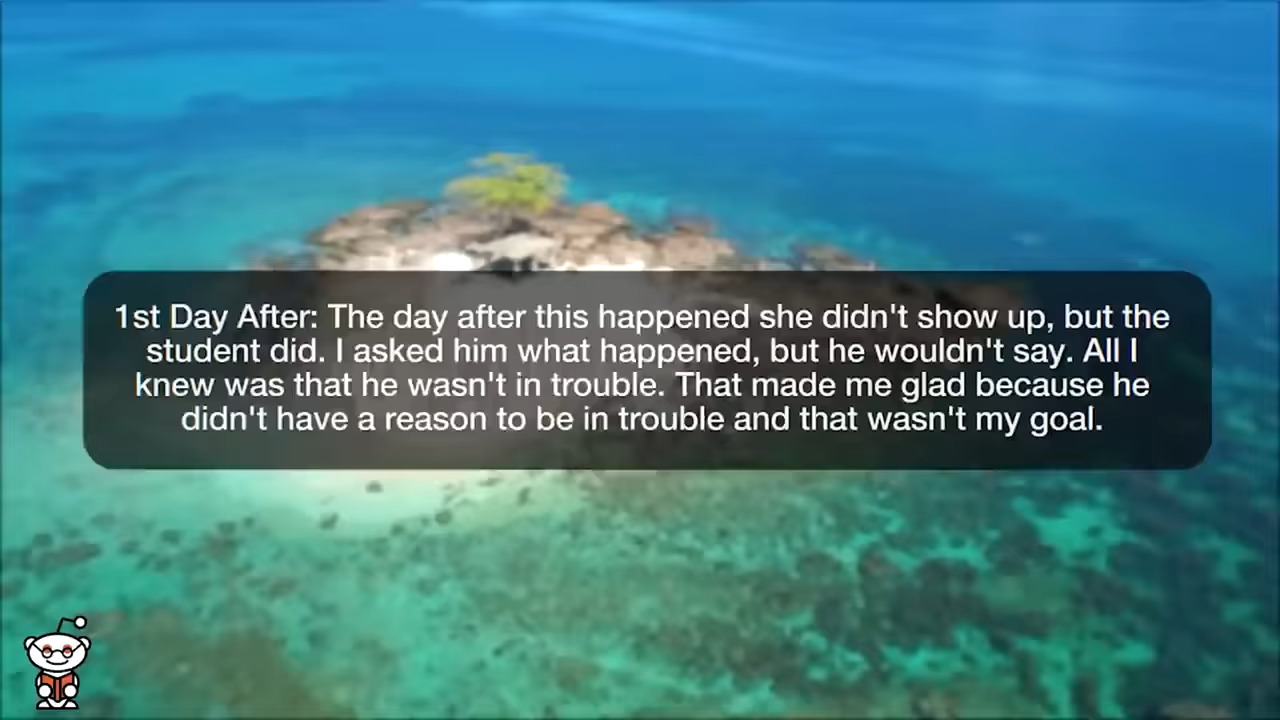 1st Day After: The day after this happened she didn't show up, but the
student did. I asked him what happened, but he wouldn't say. All I
knew was that he wasn't in trouble. That made me glad because he
didn't have a reason to be in trouble and that wasn't my goal.